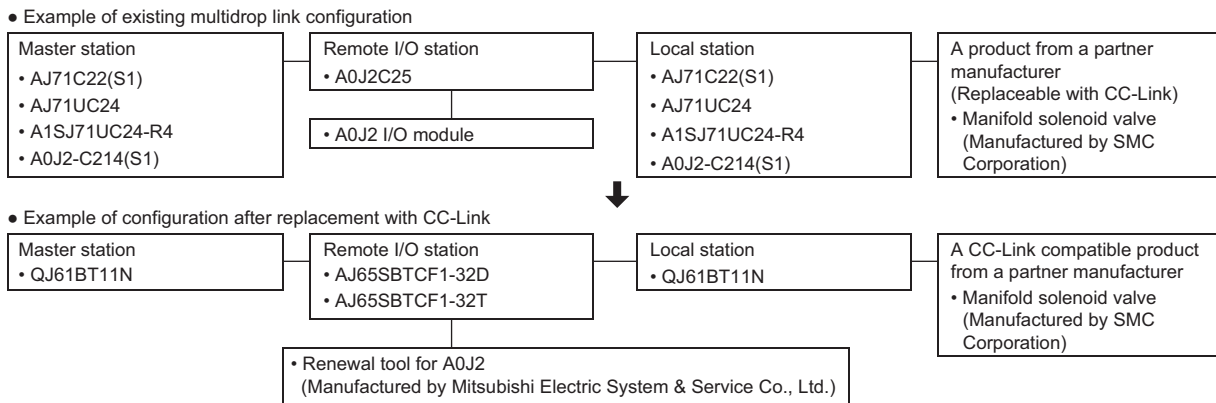 ● Example of existing multidrop link configuration
Master station
• AJ71C22(S1)
• AJ71UC24
• A1SJ71UC24-R4
• A0J2-C214(S1)
Remote I/O station
• A0J2C25
• A0J2 I/O module
Local station
• AJ71C22(S1)
• AJ71UC24
• A1SJ71UC24-R4
• A0J2-C214(S1)
A product from a partner
manufacturer
(Replaceable with CC-Link)
• Manifold solenoid valve
(Manufactured by SMC
Corporation)
● Example of configuration after replacement with CC-Link
Master station
• QJ61BT11N
Remote I/O station
• AJ65SBTCF1-32D
• AJ65SBTCF1-32T
• Renewal tool for A0J2
(Manufactured by Mitsubishi Electric System & Service Co., Ltd.)
Local station
• QJ61BT11N
A CC-Link compatible product
from a partner manufacturer
• Manifold solenoid valve
(Manufactured by SMC
Corporation)